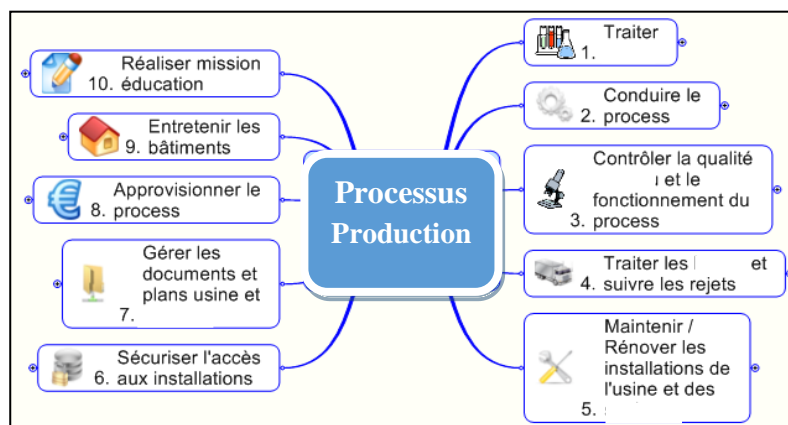 Processus
Production
Traiter
1.
Conduire le
2. process
Contrôler la qualité
et le
fonctionnement du
3. process
Traiter les et
4. suivre les rejets
Maintenir /
Rénover les
installations de
l'usine et des
5.
Sécuriser l'accès
6. aux installations
Gérer les
documents et
plans usine et
7.
Approvisionner le
8. process
Entretenir les
9. bâtiments
Réaliser mission
10. éducation